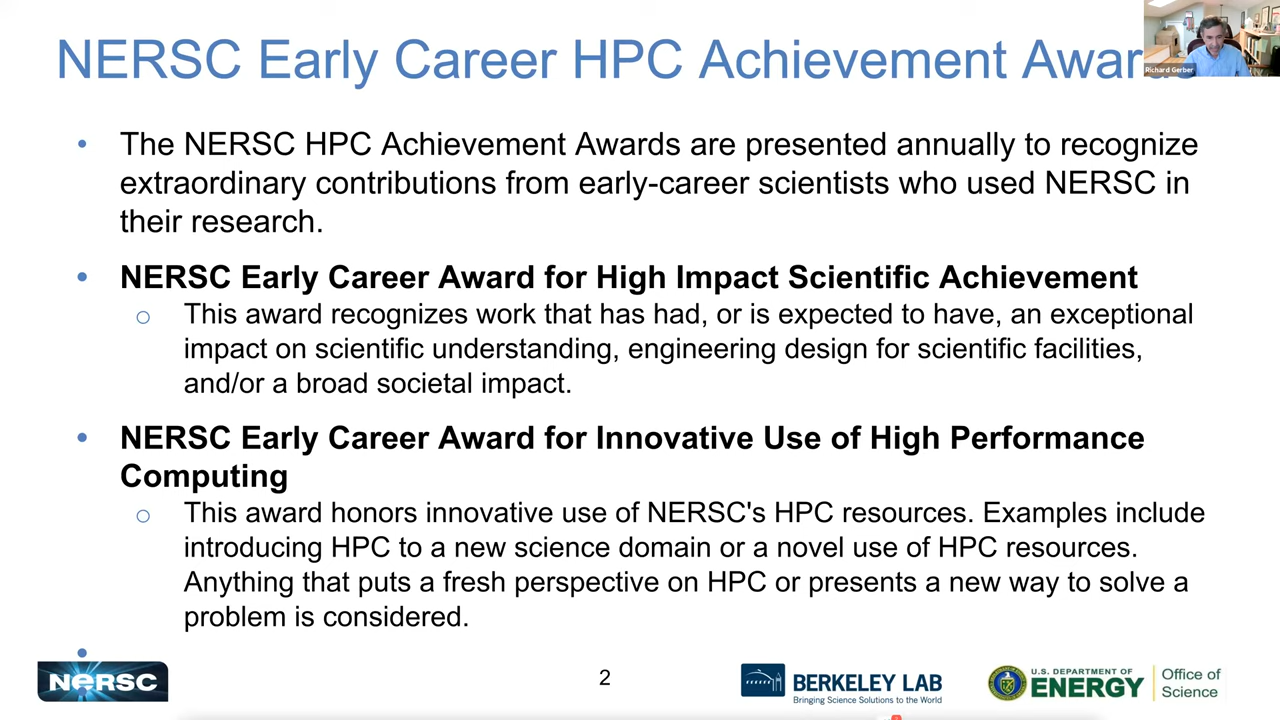 NERSC Early Career HPC Achievement Awar
Richard Gerber
• The NERSC HPC Achievement Awards are presented annually to recognize
extraordinary contributions from early-career scientists who used NERSC in
their research.
• NERSC Early Career Award for High Impact Scientific Achievement
○ This award recognizes work that has had, or is expected to have, an exceptional
impact on scientific understanding, engineering design for scientific facilities,
and/or a broad societal impact.
• NERSC Early Career Award for Innovative Use of High Performance
Computing
○ This award honors innovative use of NERSC's HPC resources. Examples include
introducing HPC to a new science domain or a novel use of HPC resources.
Anything that puts a fresh perspective on HPC or presents a new way to solve a
problem is considered.
•
NERSC
2
BERKELEY LAB
Bringing Science Solutions to the World
U.S. DEPARTMENT OF
ENERGY
Office of
Science